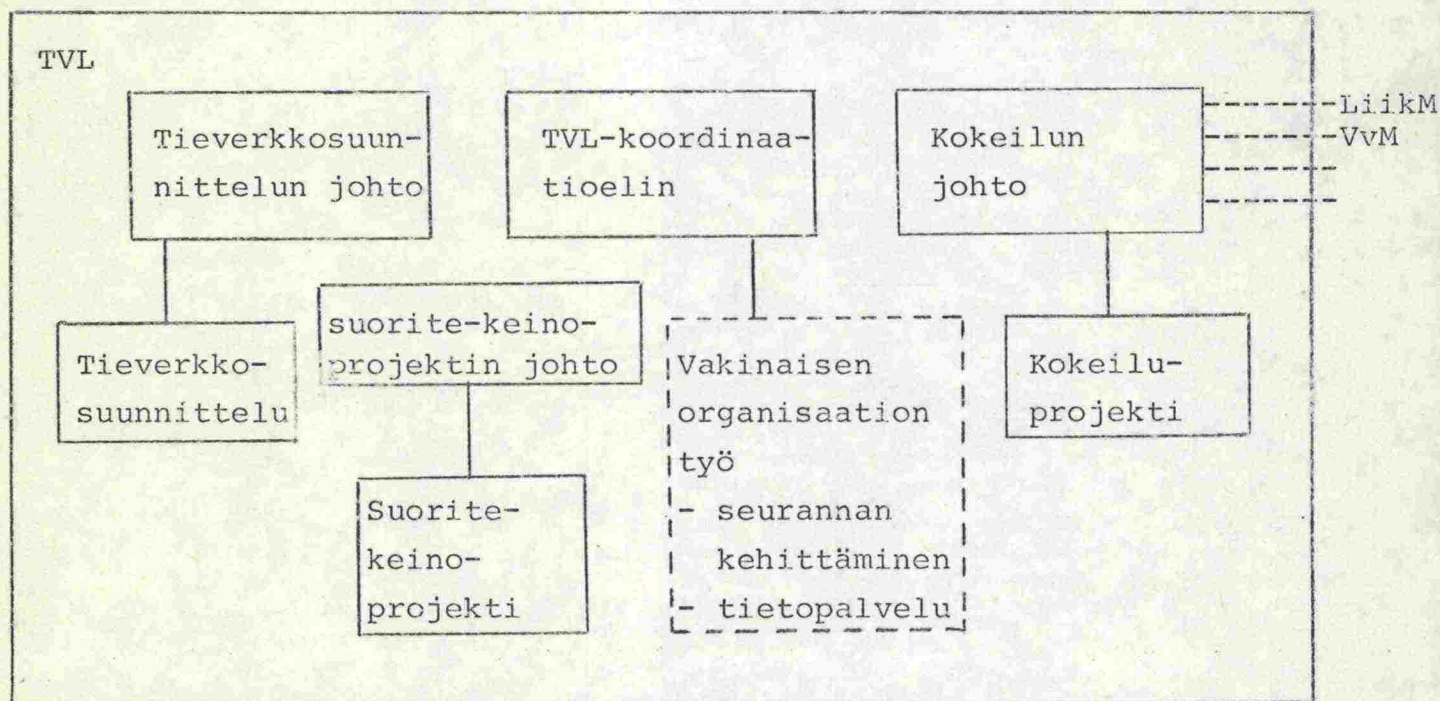 TVL
Tieverkkosuun-
nittelun johto
TVL-koordinaa-
tioelin
Kokeilun
johto
LiikM
VvM
Tieverkko-
suunnittelu
suorite-keino-
projektin johto
Suorite-
keino-
projekti
Vakinaisen
organisaation
työ
- seurannan
kehittäminen
- tietopalvelu
Kokeilu-
projekti